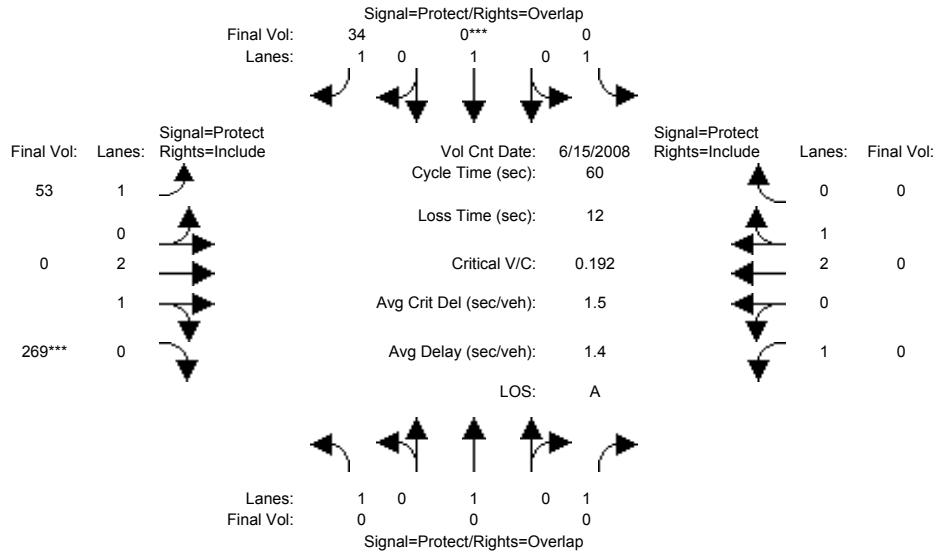 Signal=Protect/Rights=Overlap
Final Vol: 34 0*** 0
Lanes: 1 0 1 0 1
Signal=Protect
Final Vol: Lanes: Rights=Include
Vol Cnt Date: 6/15/2008
Signal=Protect
Rights=Include Lanes: Final Vol:
Cycle Time (sec): 60
53 1
0 0
Loss Time (sec): 12
0
1
0 2
Critical V/C: 0.192
2 0
1
Avg Crit Del (sec/veh): 1.5
0
269*** 0
Avg Delay (sec/veh): 1.4
1 0
LOS: A
Lanes: 1 0 1 0 1
Final Vol: 0 0 0
Signal=Protect/Rights=Overlap